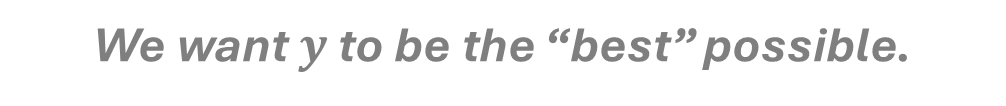 We want y to be the “best” possible.